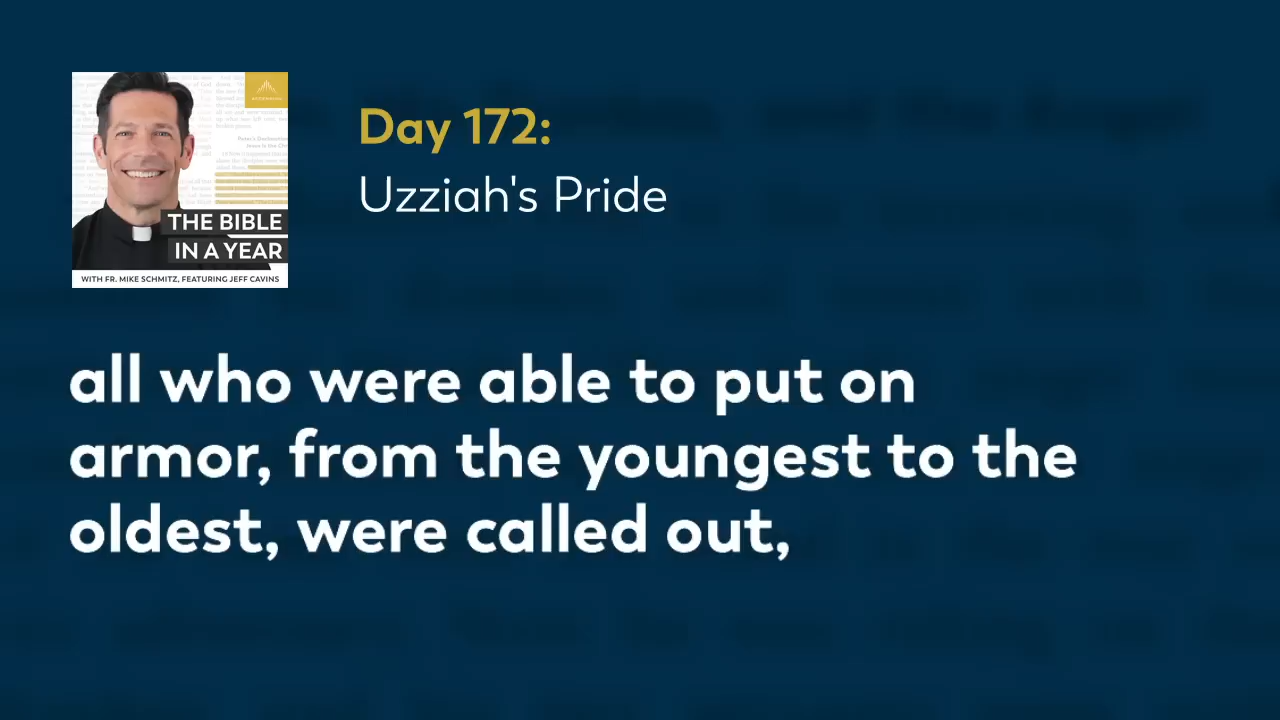 Day 172:
Uzziah's Pride
THE BIBLE
IN A YEAR
WITH FR. MIKE SCHMITZ, FEATURING JEFF CAVINS
all who were able to put on
armor, from the youngest to the
oldest, were called out,